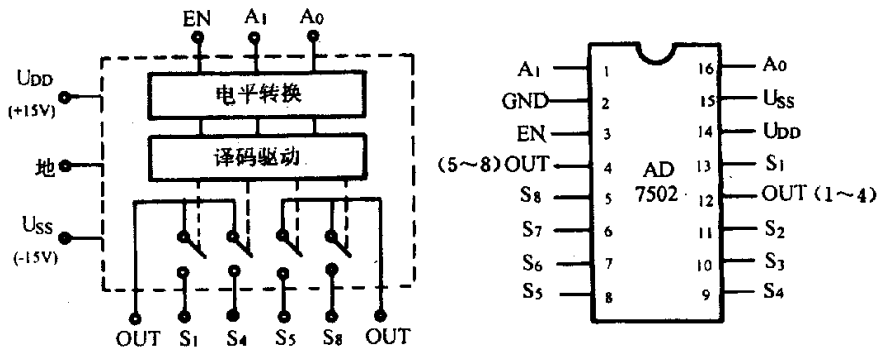 EN A1 A0
UDD
(+15V)
电平转换
地
译码驱动
USS
(-15V)
OUT S1 S4 S5 S8 OUT
A1 1 16 A0
GND 2 15 USS
EN 3 14 UDD
(5~8) OUT 4 AD 13 S1
S8 5 7502 12 OUT (1~4)
S7 6 11 S2
S6 7 10 S3
S5 8 9 S4